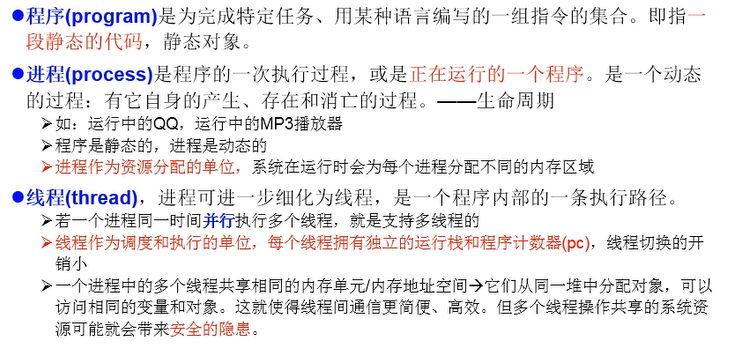 ●程序(program)是为完成特定任务、用某种语言编写的一组指令的集合。即指一
段静态的代码，静态对象。
●进程(process)是程序的一次执行过程，或是正在运行的一个程序。是一个动态
的过程：有它自身的产生、存在和消亡的过程。——生命周期
➢如：运行中的QQ，运行中的MP3播放器
➢程序是静态的，进程是动态的
➢进程作为资源分配的单位，系统在运行时会为每个进程分配不同的内存区域
●线程(thread)，进程可进一步细化为线程，是一个程序内部的一条执行路径。
➢若一个进程同一时间并行执行多个线程，就是支持多线程的
➢线程作为调度和执行的单位，每个线程拥有独立的运行栈和程序计数器(pc)，线程切换的开
销小
➢一个进程中的多个线程共享相同的内存单元/内存地址空间→它们从同一堆中分配对象，可以
访问相同的变量和对象。这就使得线程间通信更简便、高效。但多个线程操作共享的系统资
源可能就会带来安全的隐患。